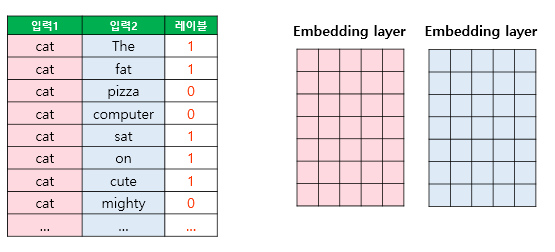 입력1 입력2 레이블
cat The 1
cat fat 1
cat pizza 0
cat computer 0
cat sat 1
cat on 1
cat cute 1
cat mighty 0
... ... ...
Embedding layer Embedding layer